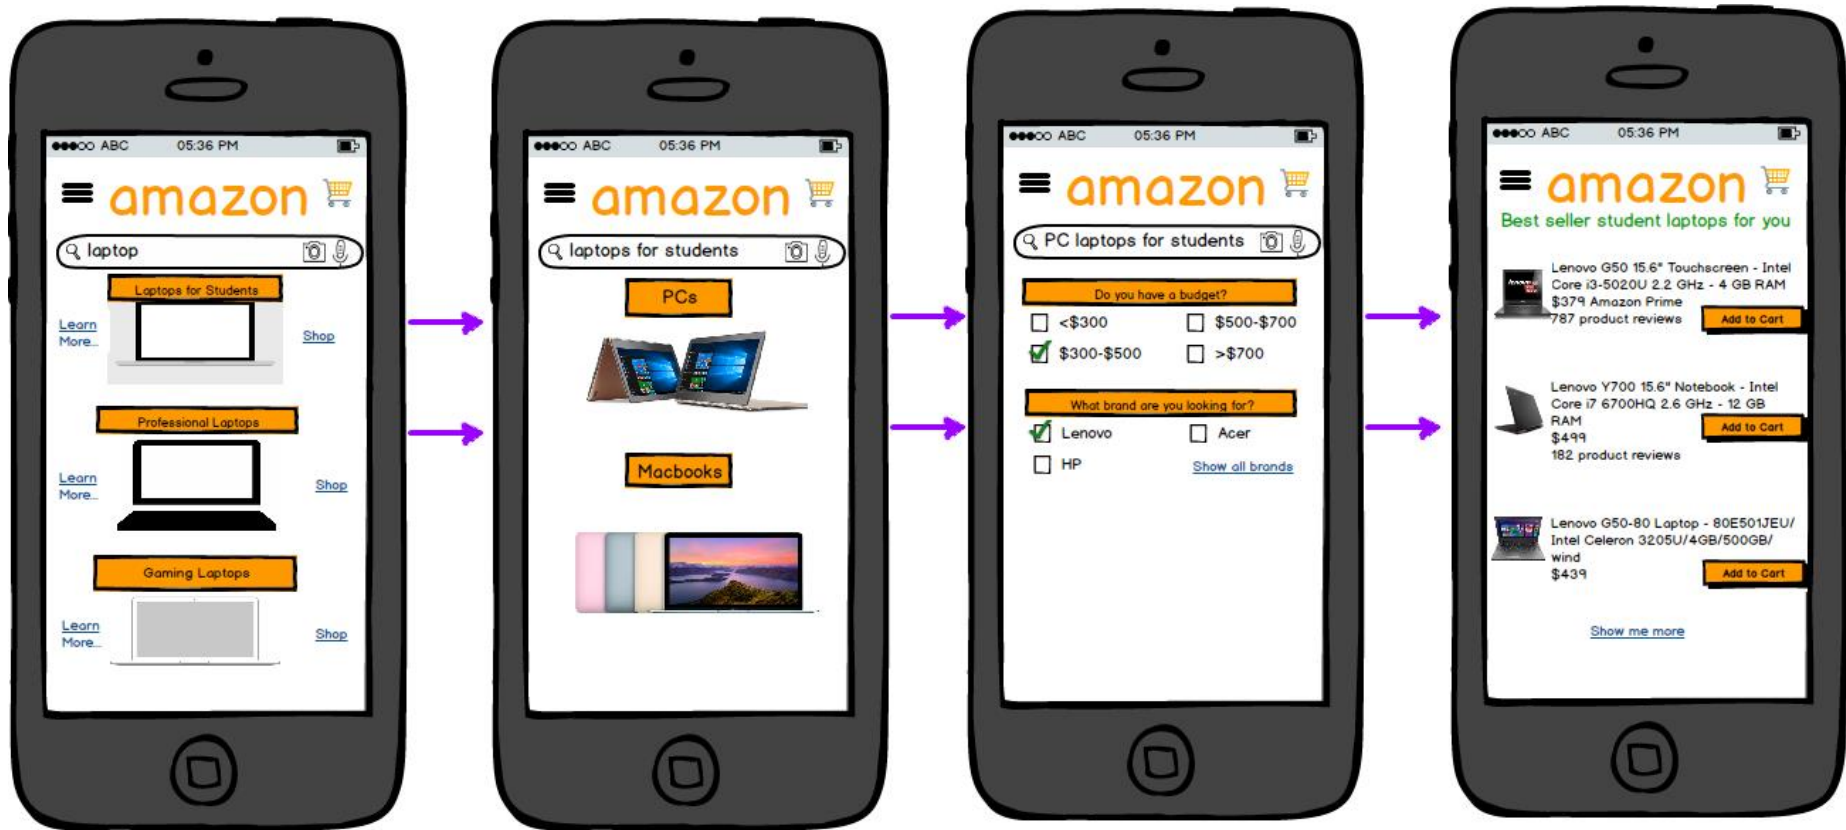 ABC 05:36 PM
amazon
laptop
Laptops for Students
Learn
More...
Shop
Professional Laptops
Learn
More...
Shop
Gaming Laptops
Learn
More...
Shop
ABC 05:36 PM
amazon
laptops for students
PCs
Macbooks
ABC 05:36 PM
amazon
PC laptops for students
Do you have a budget?
<$300 $500-$700
$300-$500 >$700
What brand are you looking for?
Lenovo Acer
HP Show all brands
ABC 05:36 PM
amazon
Best seller student laptops for you
Lenovo G50 15.6" Touchscreen - Intel
Core i3-5020U 2.2 GHz - 4 GB RAM
$379 Amazon Prime
787 product reviews Add to Cart
Lenovo Y700 15.6" Notebook - Intel
Core i7 6700HQ 2.6 GHz - 12 GB
RAM Add to Cart
$499
182 product reviews
Lenovo G50-80 Laptop - 80E501JEU/
Intel Celeron 3205U/4GB/500GB/
wind
$439 Add to Cart
Show me more